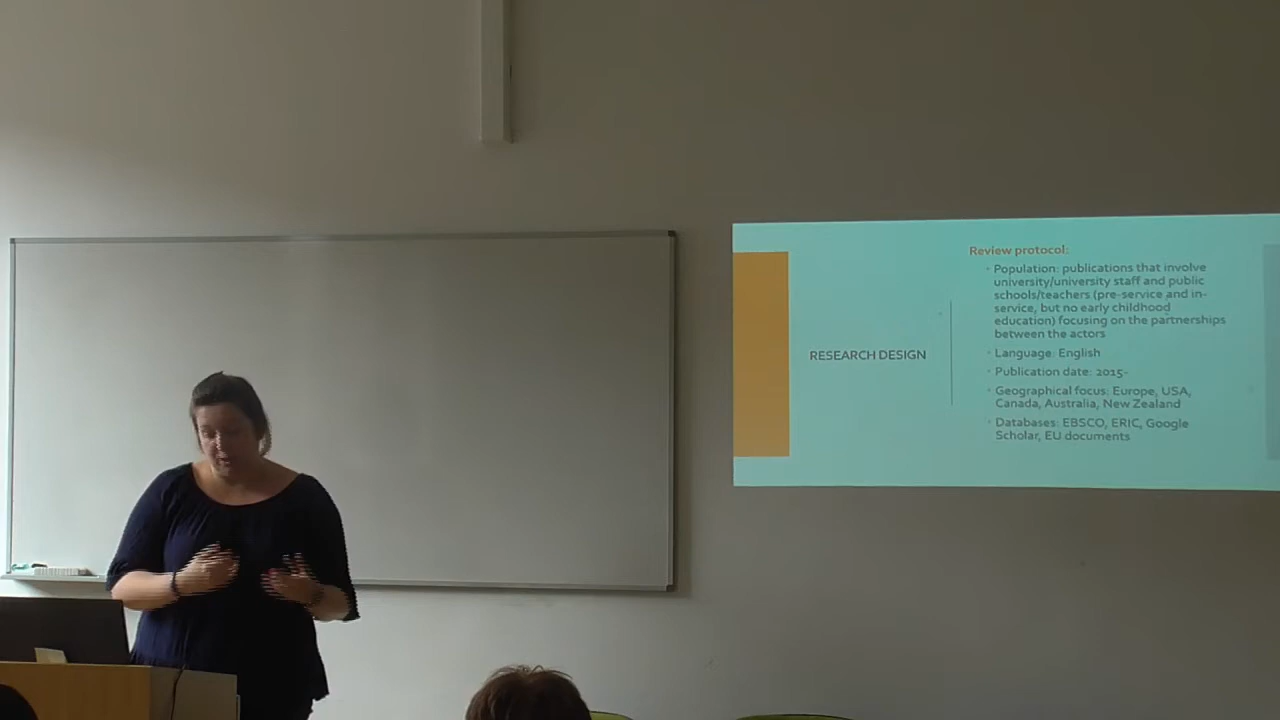 RESEARCH DESIGN
Review protocol:
• Population: publications that involve
university/university staff and public
schools/teachers (pre-service and in-
service, but no early childhood
education) focusing on the partnerships
between the actors
• Language: English
• Publication date: 2015-
• Geographical focus: Europe, USA,
Canada, Australia, New Zealand
• Databases: EBSCO, ERIC, Google
Scholar, EU documents